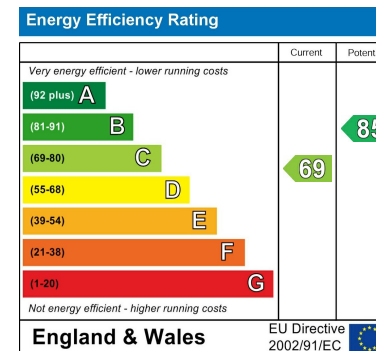 Energy Efficiency Rating
Current
Potent
Very energy efficient - lower running costs
(92 plus) A
(81-91) B
(69-80) C
(55-68) D
(39-54) E
(21-38) F
(1-20) G
69
85
Not energy efficient - higher running costs
England & Wales
EU Directive
2002/91/EC